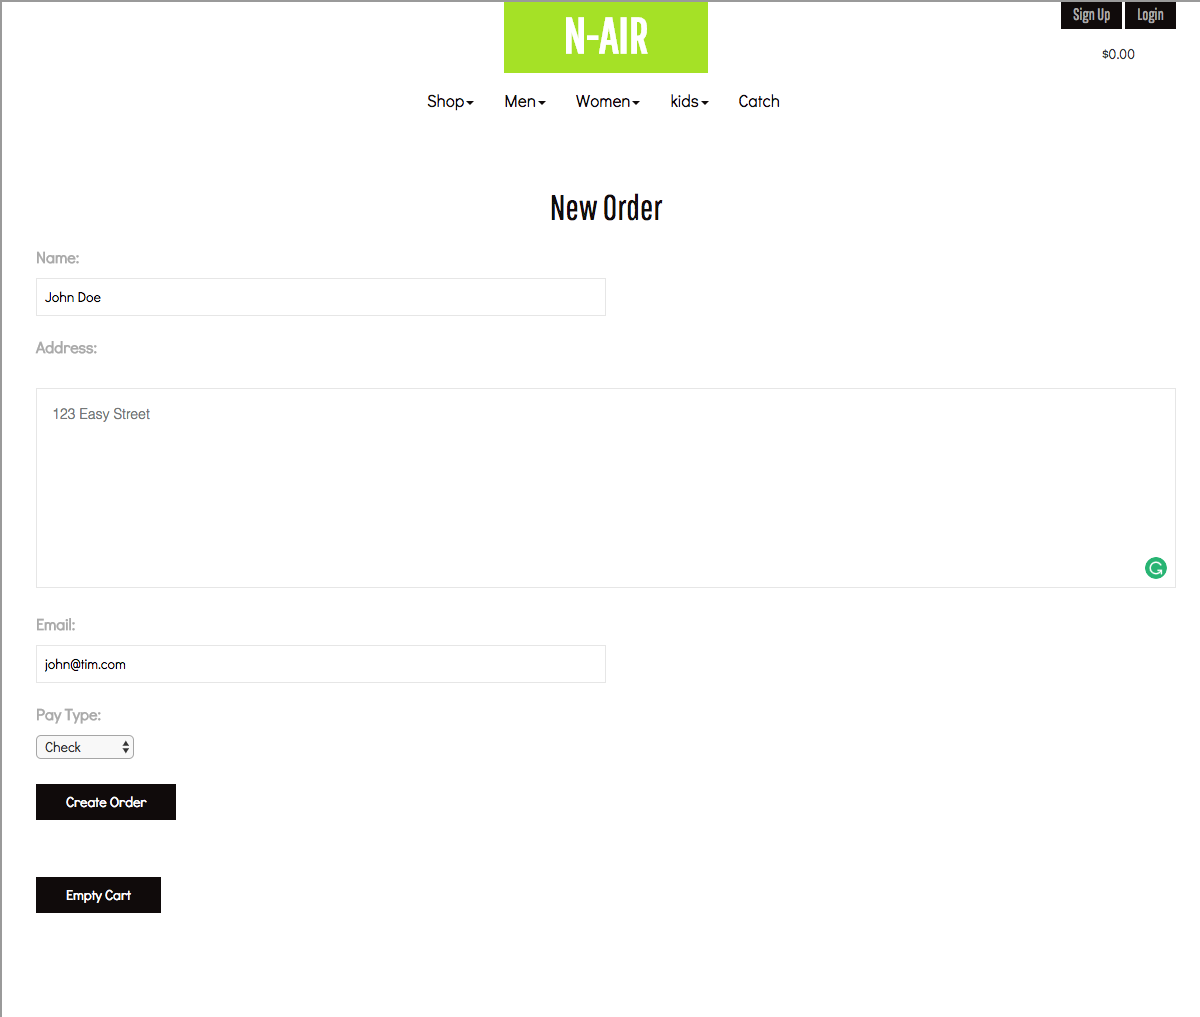 N-AIR
Sign Up Login
$0.00
Shop Men Women kids Catch
New Order
Name:
John Doe
Address:
123 Easy Street
Email:
john@tim.com
Pay Type:
Check
Create Order
Empty Cart